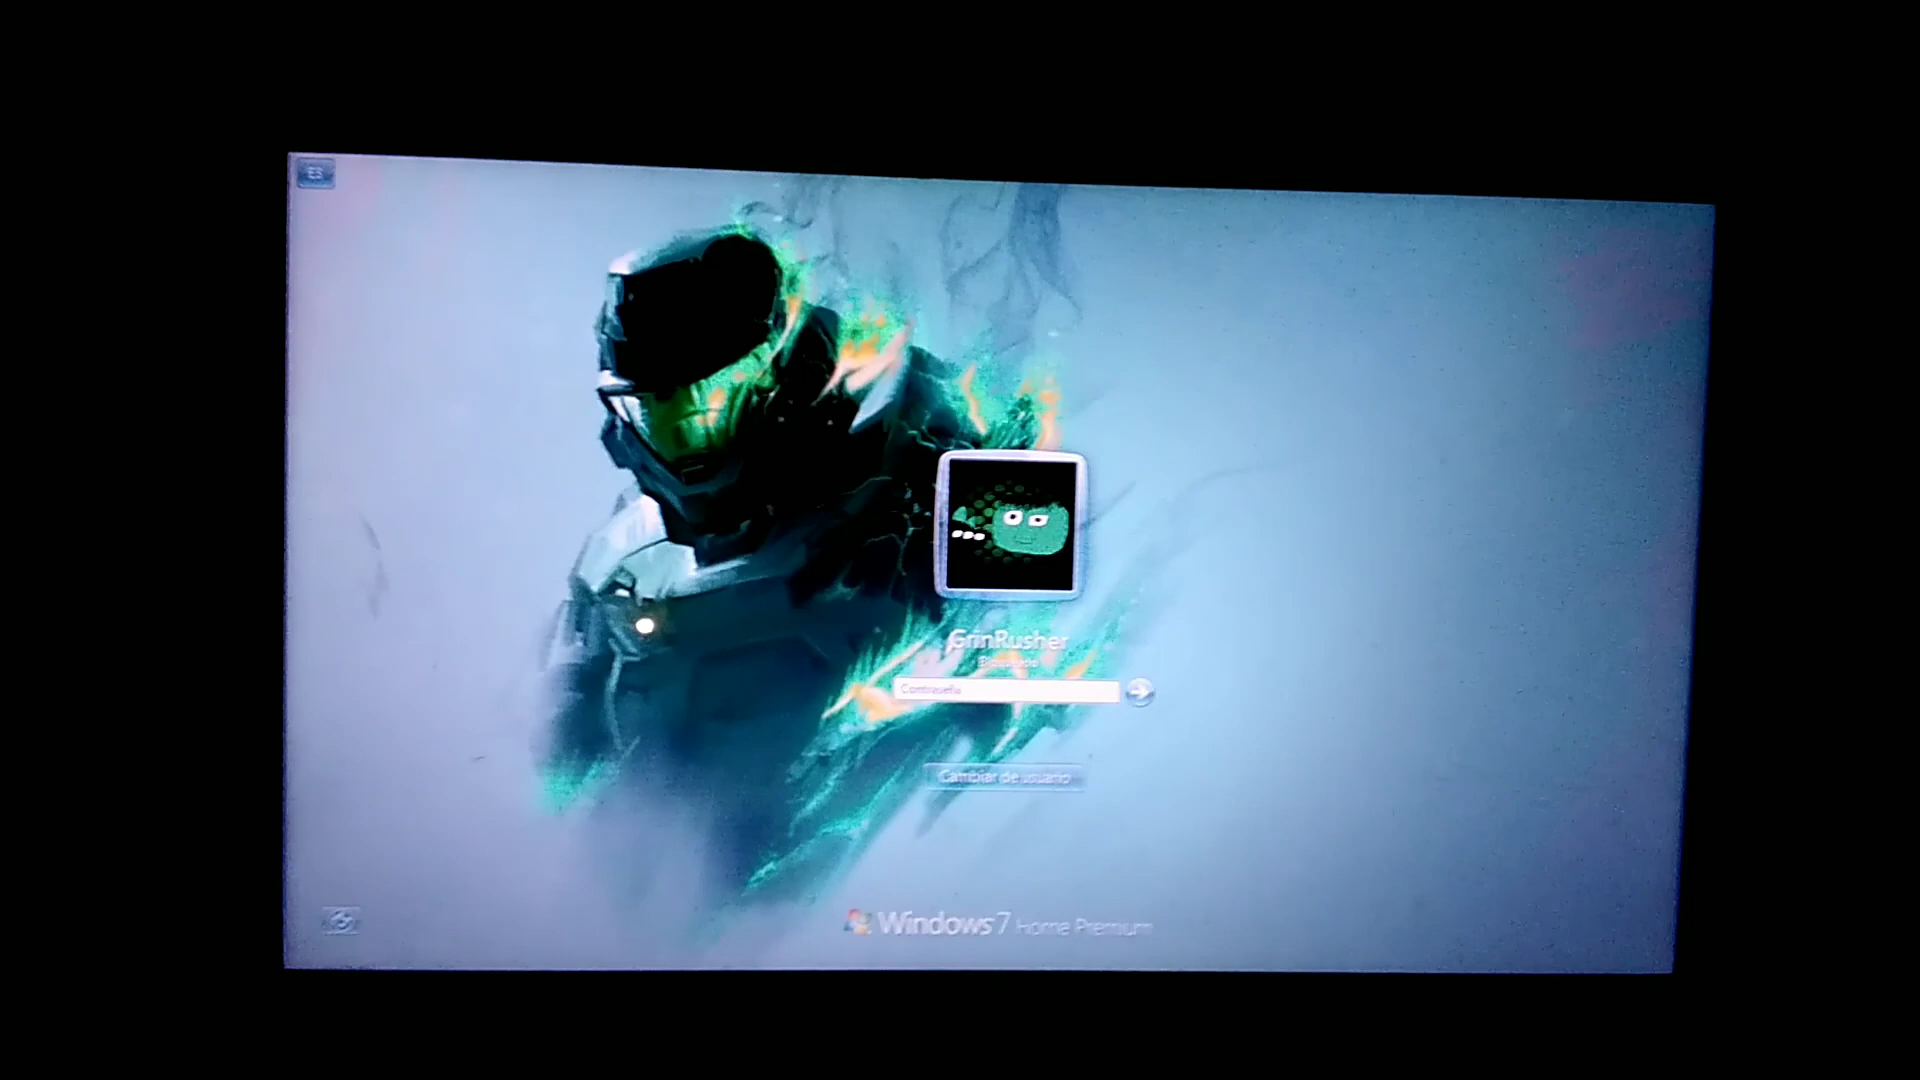 ES
GrinRusher
Bloqueado
Contraseña
Cambiar de usuario
Windows 7 Home Premium